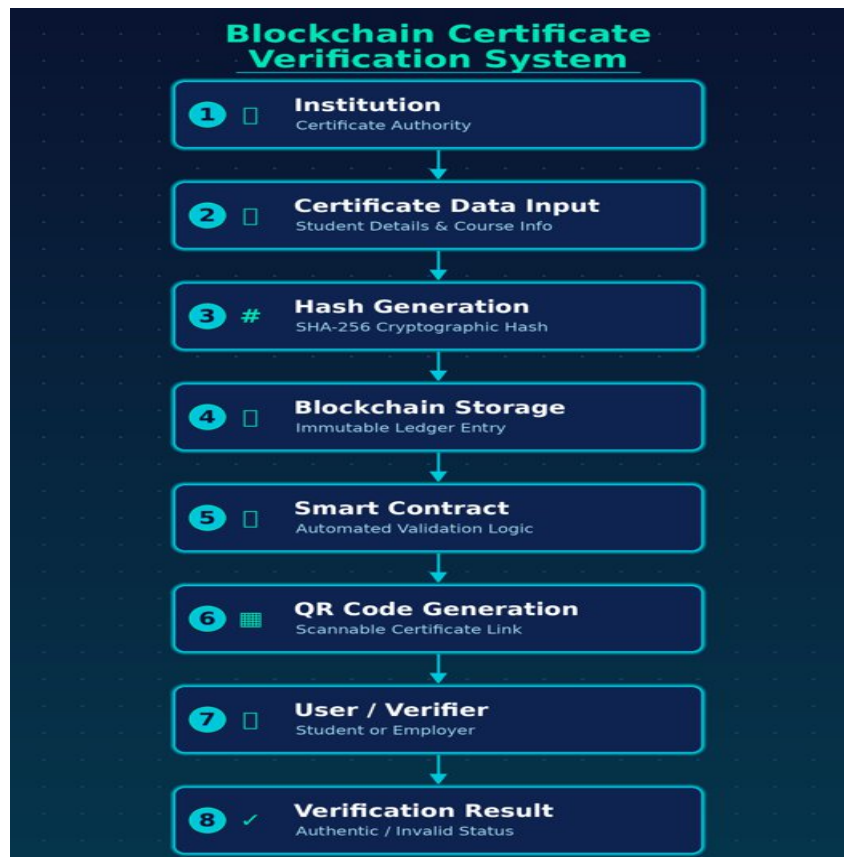 Blockchain Certificate
Verification System
1 Institution
Certificate Authority
2 Certificate Data Input
Student Details & Course Info
3 # Hash Generation
SHA-256 Cryptographic Hash
4 Blockchain Storage
Immutable Ledger Entry
5 Smart Contract
Automated Validation Logic
6 QR Code Generation
Scannable Certificate Link
7 User / Verifier
Student or Employer
8 ✓ Verification Result
Authentic / Invalid Status